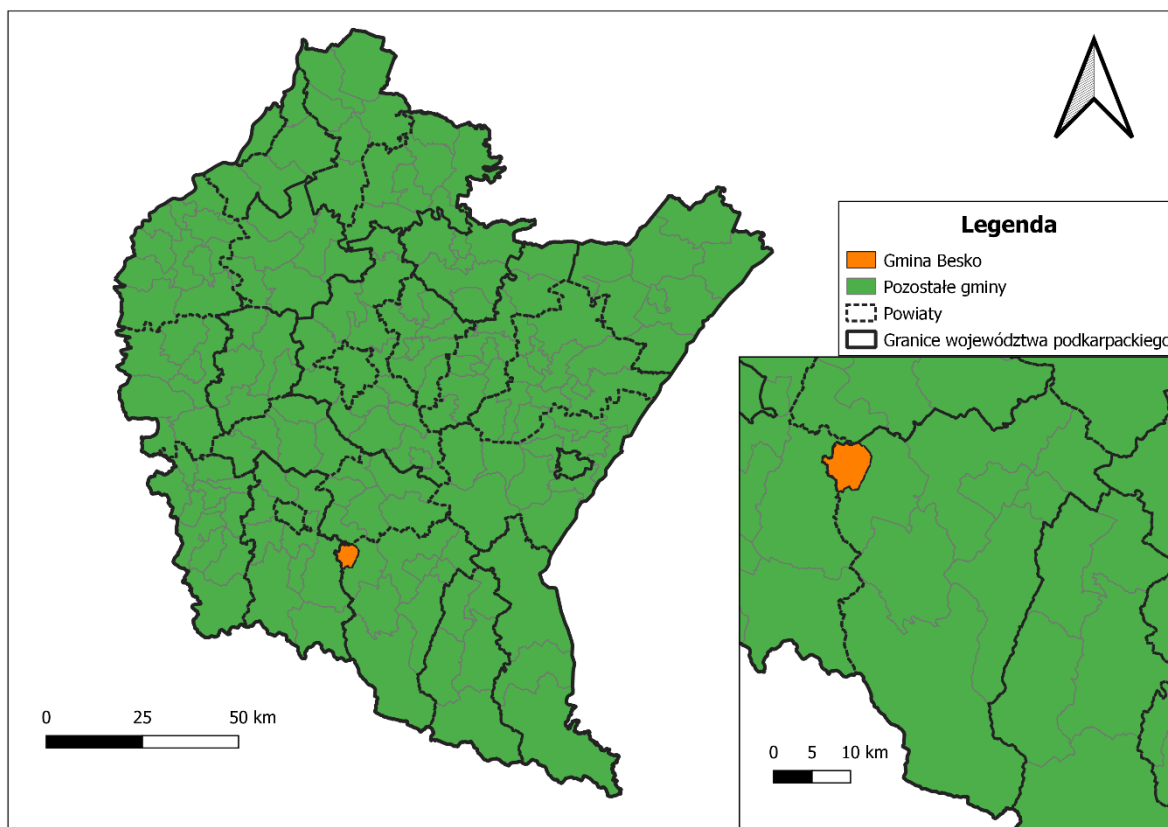 Legenda
Gmina Besko
Pozostałe gminy
Powiaty
Granice województwa podkarpackiego
0 25 50 km
0 5 10 km